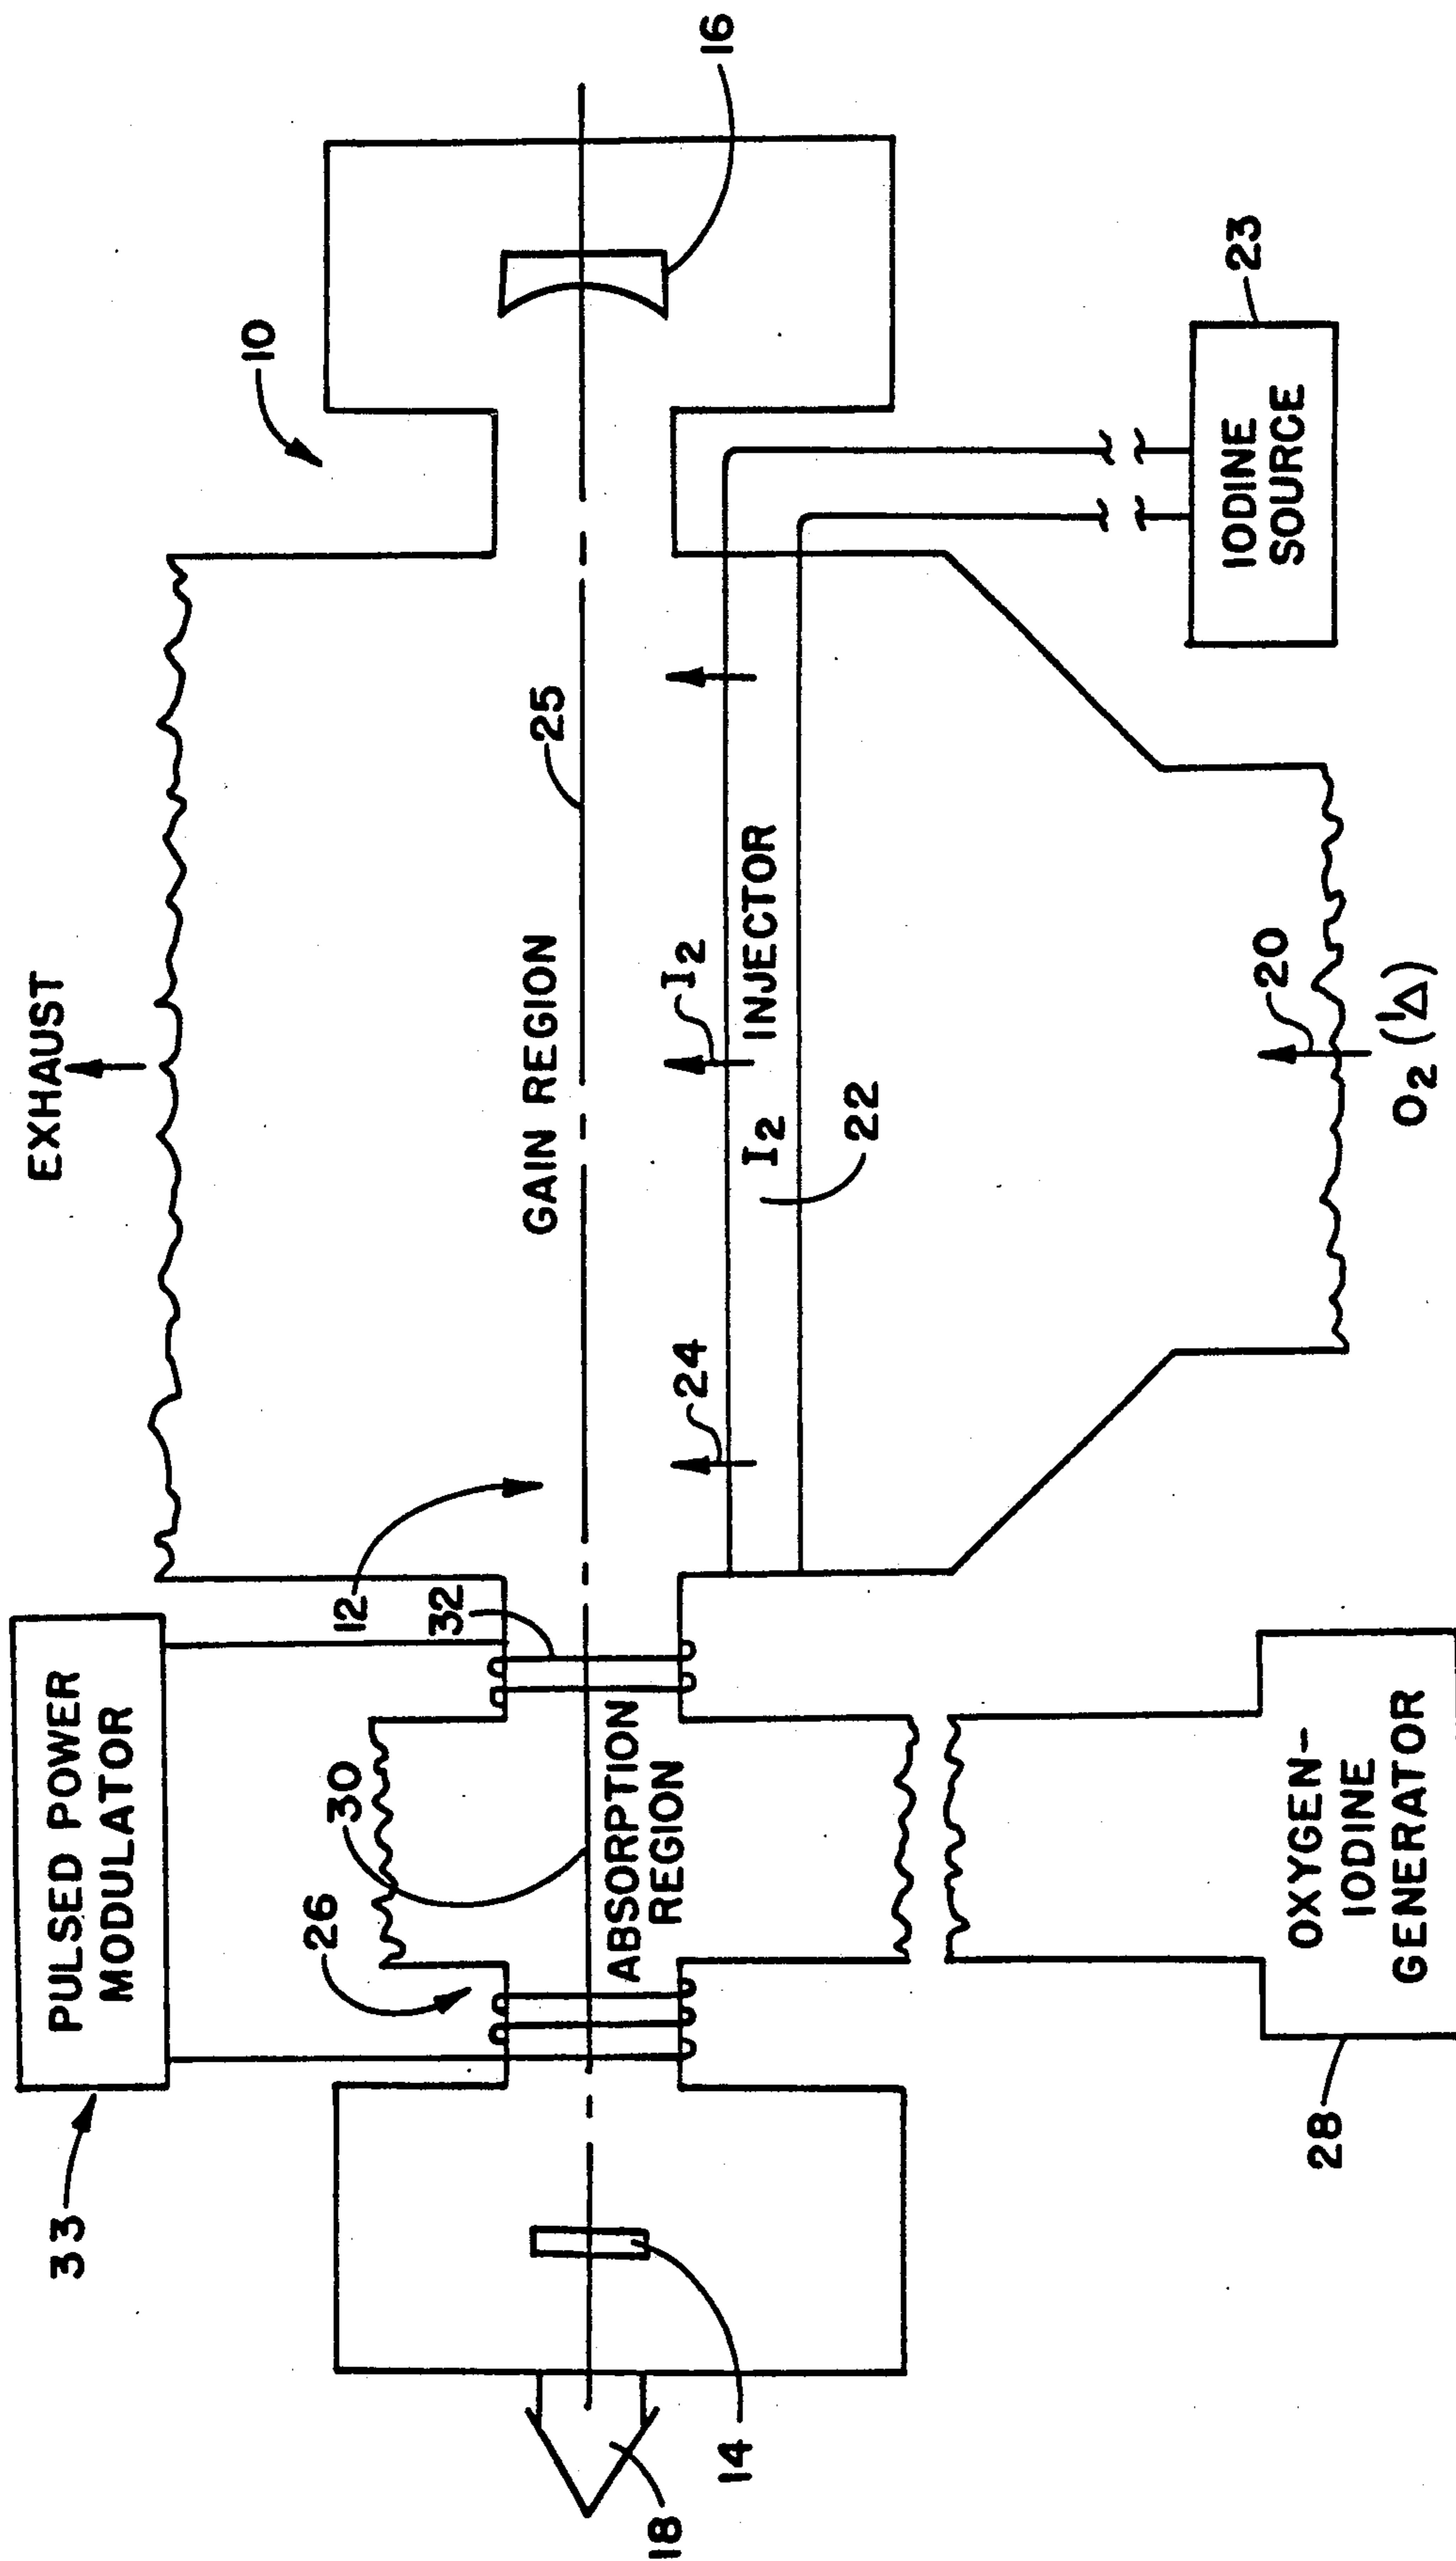 33
PULSED POWER
MODULATOR
EXHAUST
10
16
12
32
30
26
25
GAIN REGION
ABSORPTION
REGION
24
I2
INJECTOR
I2
22
18
14
20
O2 (1Δ)
IODINE
SOURCE
23
OXYGEN-
IODINE
GENERATOR
28